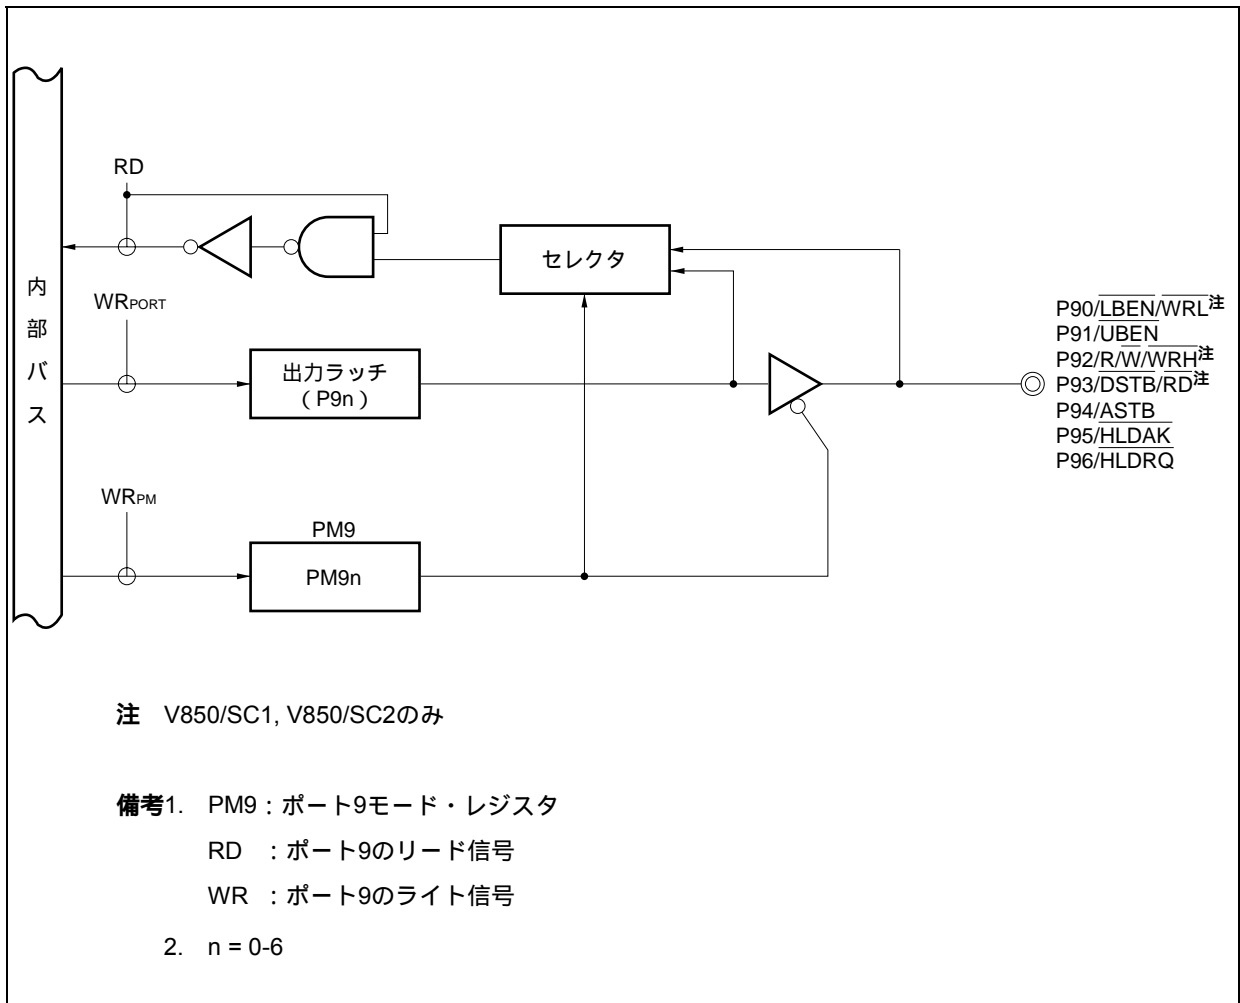 RD
セレクタ
内部バス
WRPORT
出力ラッチ
（P9n）
P90/LBEN/WRL注
P91/UBEN
P92/R/W/WRH注
P93/DSTB/RD注
P94/ASTB
P95/HLDAK
P96/HLDRQ
WRPM
PM9
PM9n
注 V850/SC1, V850/SC2のみ
備考1. PM9：ポート9モード・レジスタ
RD ：ポート9のリード信号
WR ：ポート9のライト信号
2. n = 0-6